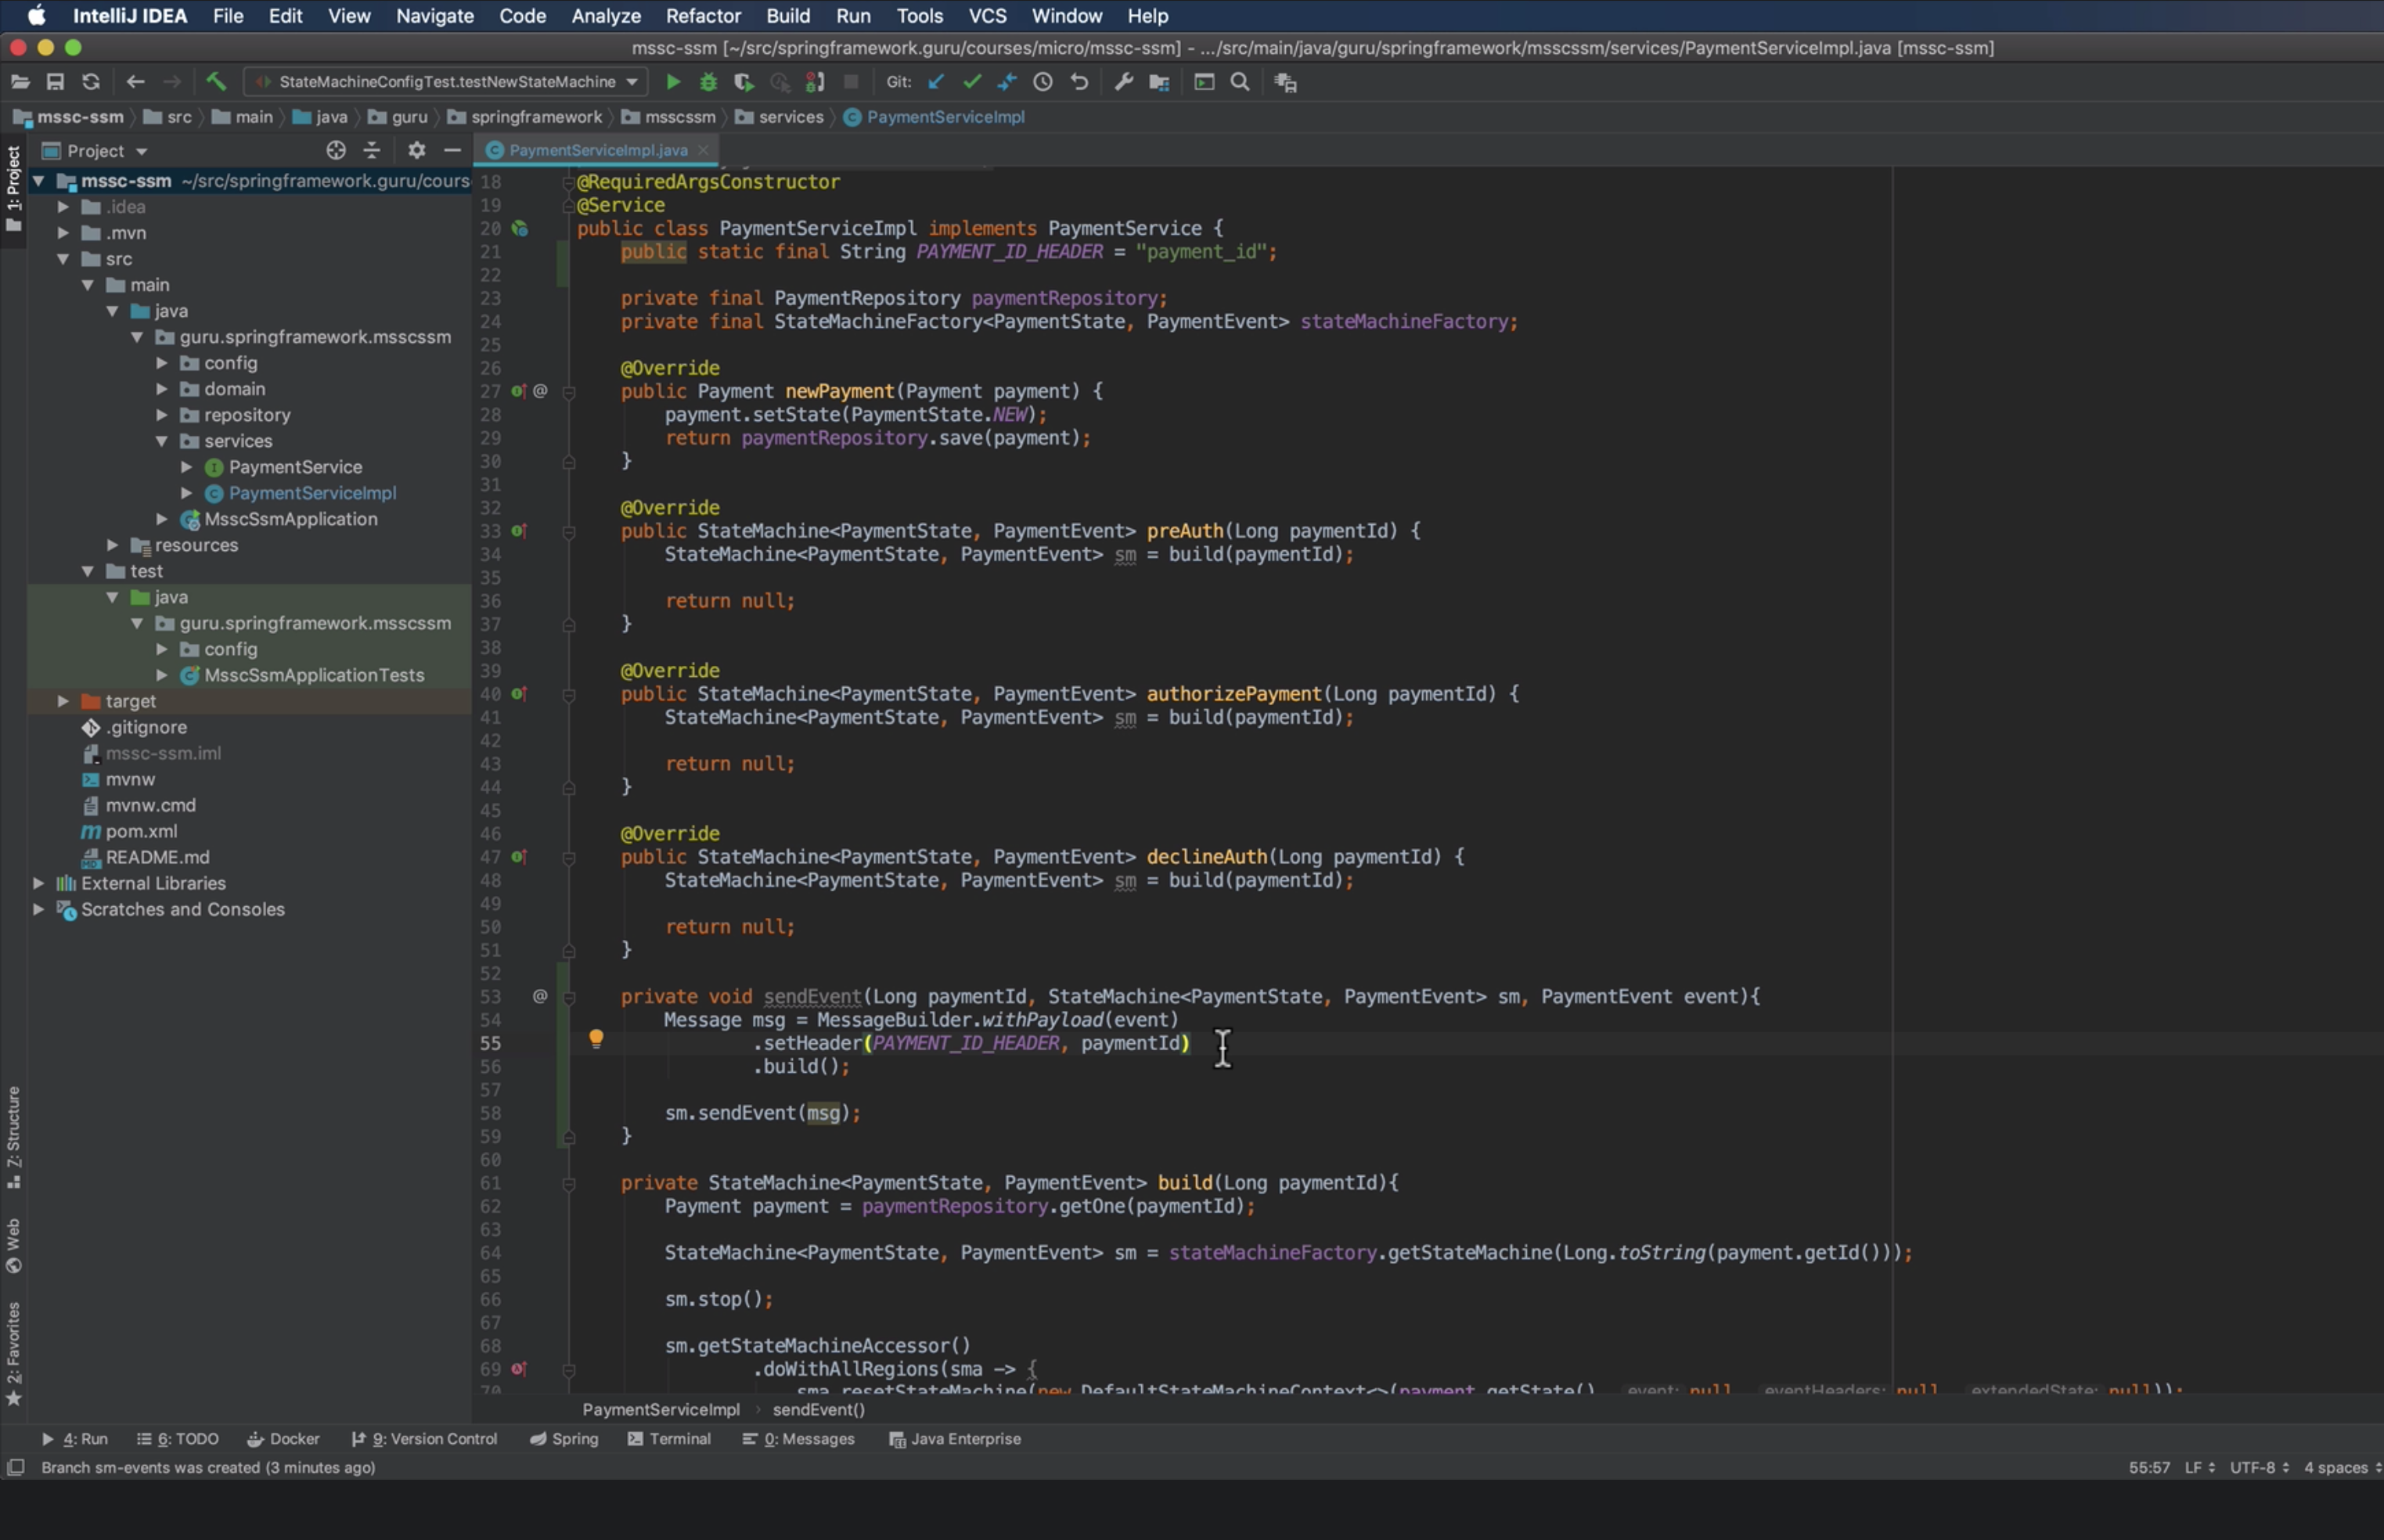 IntelliJ IDEA File Edit View Navigate Code Analyze Refactor Build Run Tools VCS Window Help
mssc-ssm [~/src/springframework.guru/courses/micro/mssc-ssm] - .../src/main/java/guru/springframework/msscssm/services/PaymentServiceImpl.java [mssc-ssm]
StateMachineConfigTest.testNewStateMachine Git:
mssc-ssm src main java guru springframework msscssm services PaymentServiceImpl
1: Project
Z: Structure
Web
2: Favorites
Project
mssc-ssm ~/src/springframework.guru/cours
.idea
.mvn
src
main
java
guru.springframework.msscssm
config
domain
repository
services
PaymentService
PaymentServiceImpl
MsscSsmApplication
resources
test
java
guru.springframework.msscssm
config
MsscSsmApplicationTests
target
.gitignore
mssc-ssm.iml
mvnw
mvnw.cmd
pom.xml
README.md
External Libraries
Scratches and Consoles
PaymentServiceImpl.java
18 @RequiredArgsConstructor
19 @Service
20 public class PaymentServiceImpl implements PaymentService {
21 public static final String PAYMENT_ID_HEADER = "payment_id";
22
23 private final PaymentRepository paymentRepository;
24 private final StateMachineFactory<PaymentState, PaymentEvent> stateMachineFactory;
25
26 @Override
27 @ public Payment newPayment(Payment payment) {
28 payment.setState(PaymentState.NEW);
29 return paymentRepository.save(payment);
30 }
31
32 @Override
33 public StateMachine<PaymentState, PaymentEvent> preAuth(Long paymentId) {
34 StateMachine<PaymentState, PaymentEvent> sm = build(paymentId);
35
36 return null;
37 }
38
39 @Override
40 public StateMachine<PaymentState, PaymentEvent> authorizePayment(Long paymentId) {
41 StateMachine<PaymentState, PaymentEvent> sm = build(paymentId);
42
43 return null;
44 }
45
46 @Override
47 public StateMachine<PaymentState, PaymentEvent> declineAuth(Long paymentId) {
48 StateMachine<PaymentState, PaymentEvent> sm = build(paymentId);
49
50 return null;
51 }
52
53 @ private void sendEvent(Long paymentId, StateMachine<PaymentState, PaymentEvent> sm, PaymentEvent event){
54 Message msg = MessageBuilder.withPayload(event)
55 .setHeader(PAYMENT_ID_HEADER, paymentId)
56 .build();
57
58 sm.sendEvent(msg);
59 }
60
61 private StateMachine<PaymentState, PaymentEvent> build(Long paymentId){
62 Payment payment = paymentRepository.getOne(paymentId);
63
64 StateMachine<PaymentState, PaymentEvent> sm = stateMachineFactory.getStateMachine(Long.toString(payment.getId()));
65
66 sm.stop();
67
68 sm.getStateMachineAccessor()
69 .doWithAllRegions(sma -> {
70 sma.resetStateMachine(new DefaultStateMachineContext<>(payment.getState(), event: null, eventHeaders: null, extendedState: null));
PaymentServiceImpl › sendEvent()
4: Run 6: TODO Docker 9: Version Control Spring Terminal 0: Messages Java Enterprise
Branch sm-events was created (3 minutes ago) 55:57 LF UTF-8 4 spaces